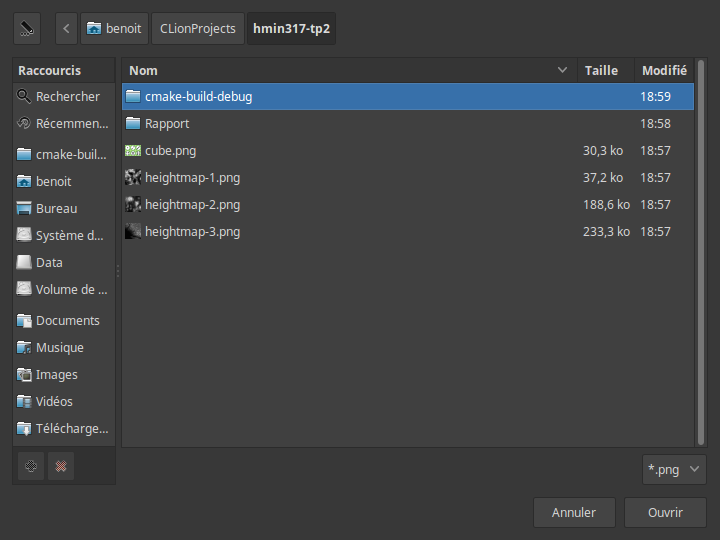 benoit CLionProjects hmin317-tp2
Raccourcis
Rechercher
Récemmen...
cmake-buil...
benoit
Bureau
Système d...
Data
Volume de ...
Documents
Musique
Images
Vidéos
Télécharge...
Nom Taille Modifié
cmake-build-debug 18:59
Rapport 18:58
cube.png 30,3 ko 18:57
heightmap-1.png 37,2 ko 18:57
heightmap-2.png 188,6 ko 18:57
heightmap-3.png 233,3 ko 18:57
*.png
Annuler Ouvrir